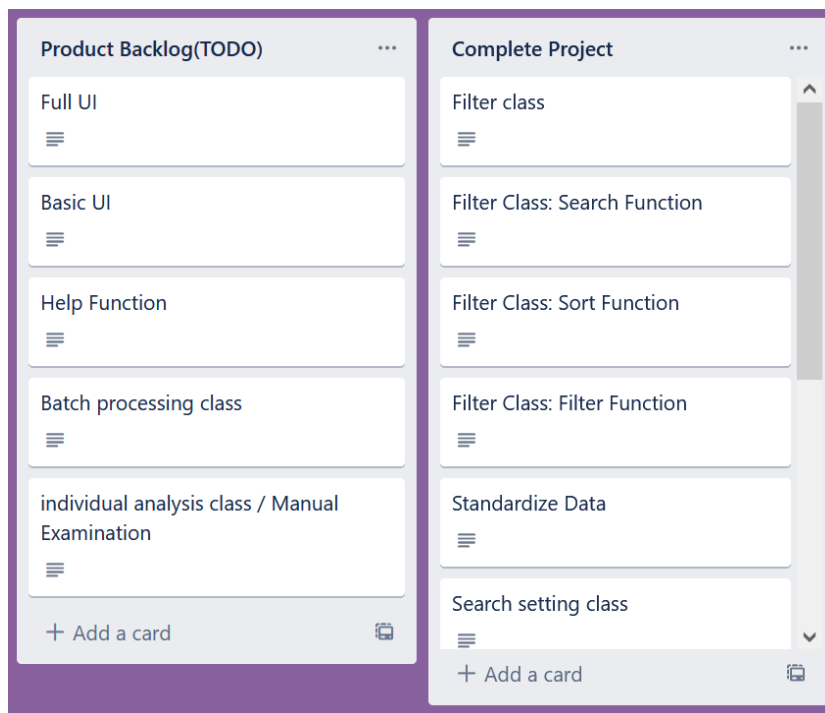 Product Backlog(TODO)
Full UI
Basic UI
Help Function
Batch processing class
individual analysis class / Manual
Examination
Add a card
Complete Project
Filter class
Filter Class: Search Function
Filter Class: Sort Function
Filter Class: Filter Function
Standardize Data
Search setting class
Add a card